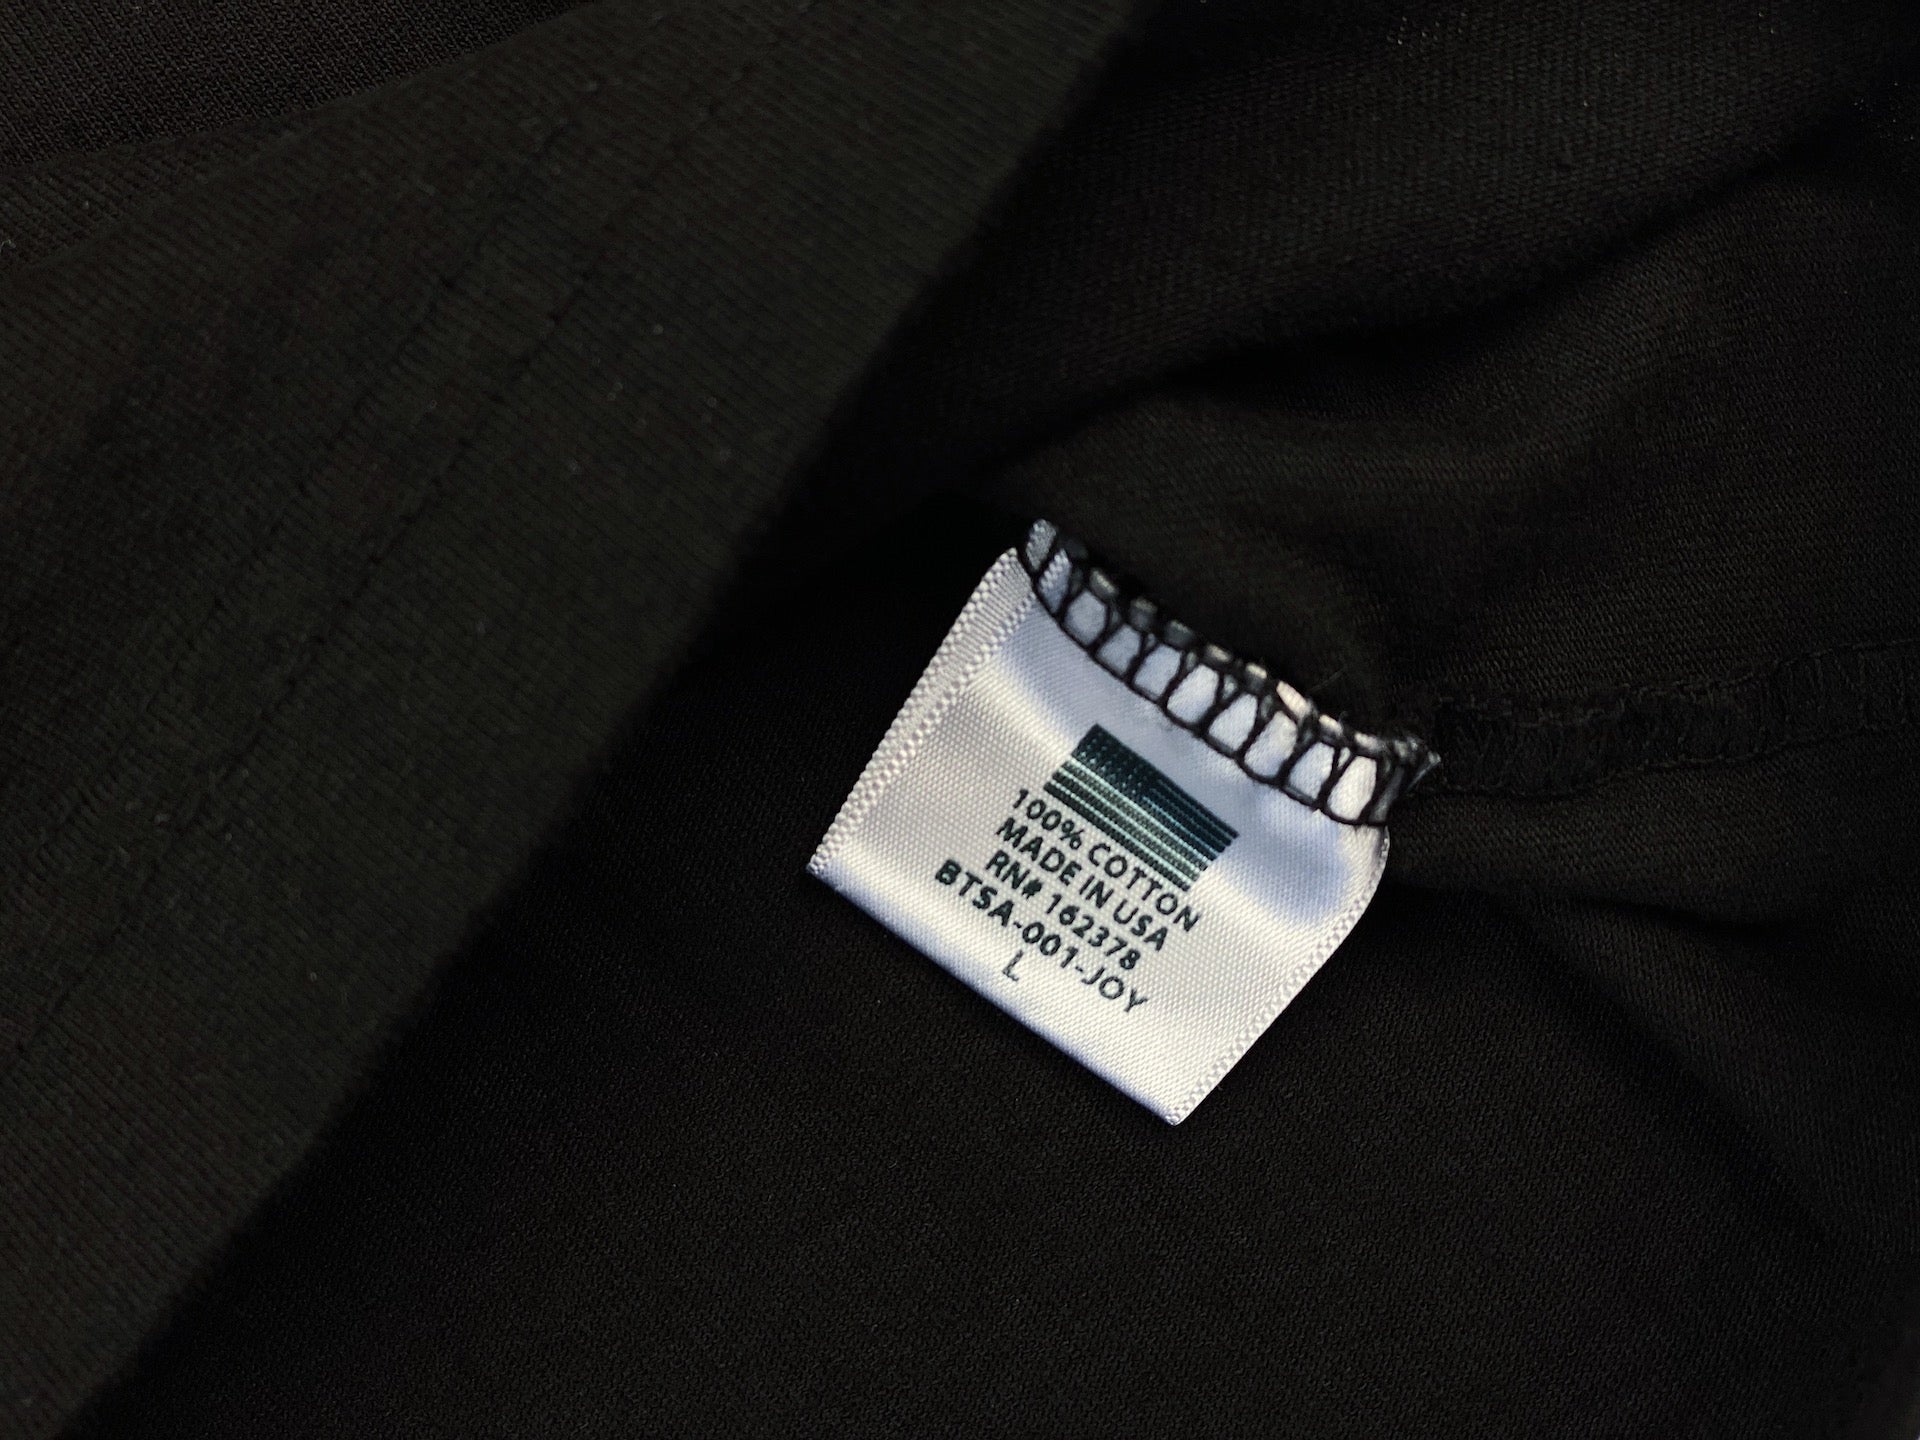 100% COTTON
MADE IN USA
RN# 162378
BTSA-001-JOY
L